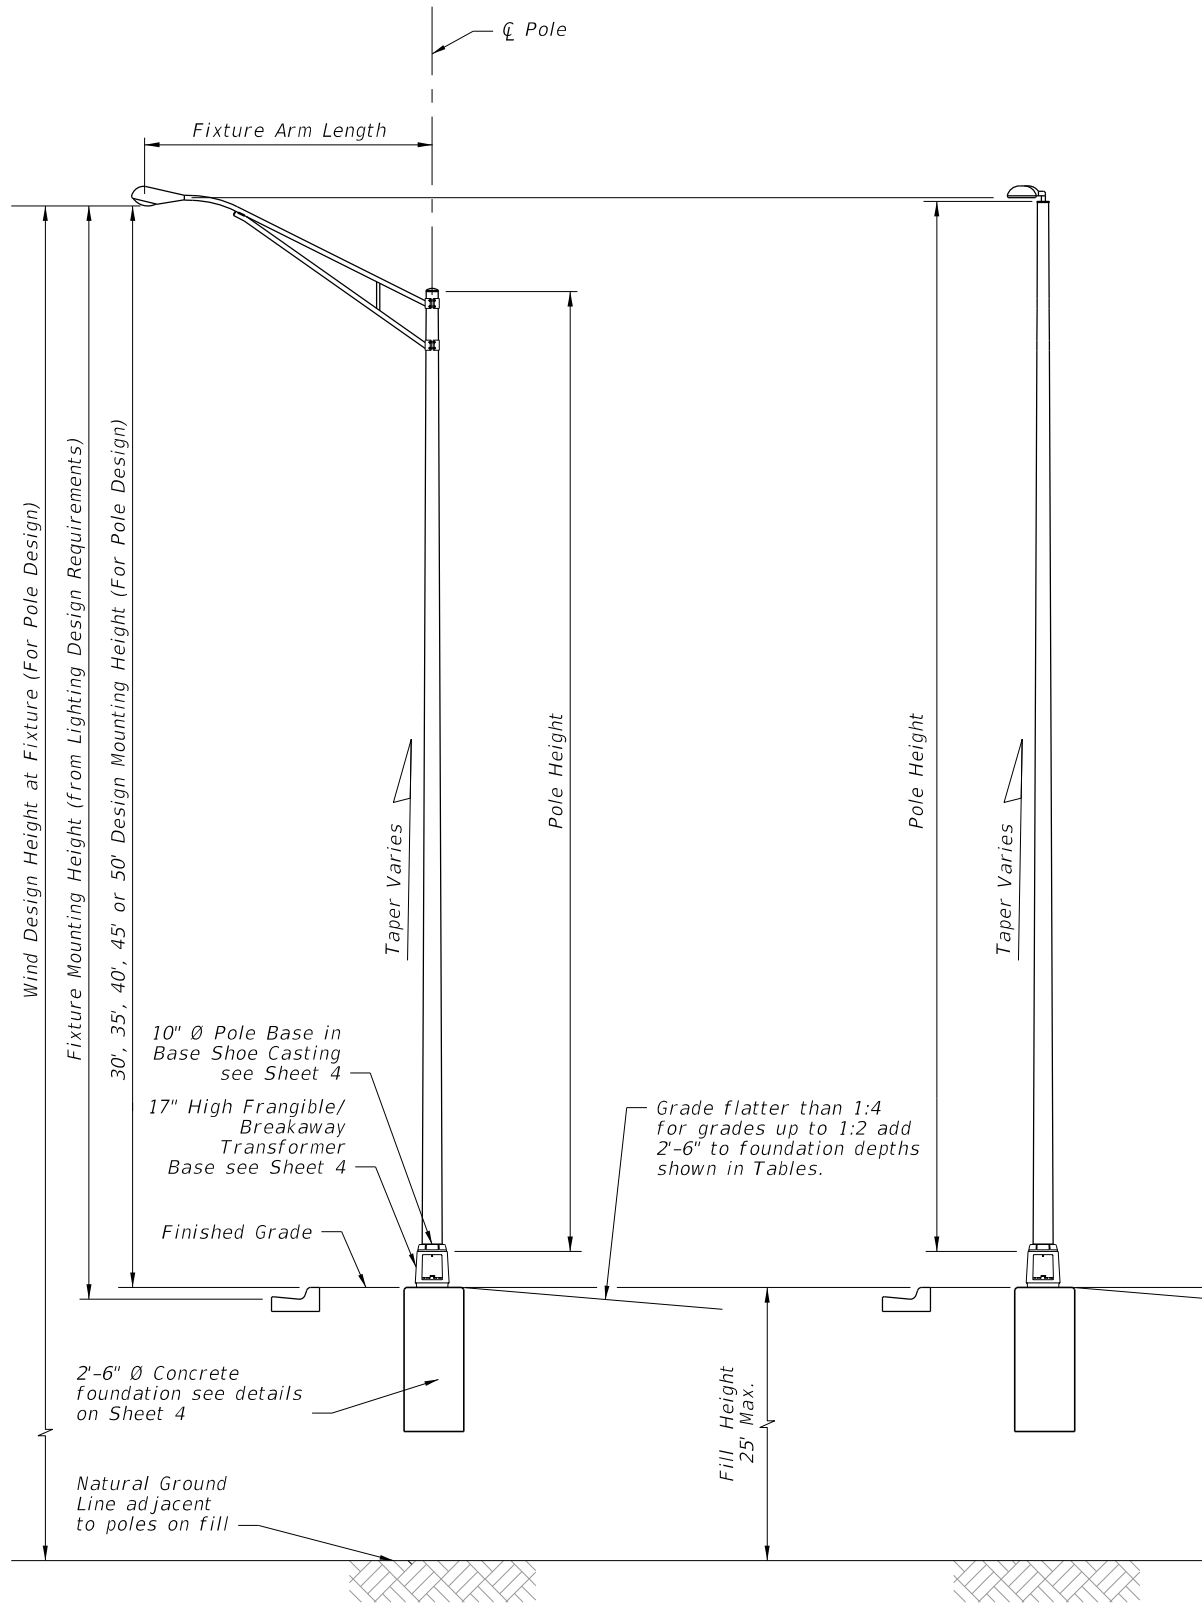 ℄ Pole
Fixture Arm Length
Wind Design Height at Fixture (For Pole Design)
Fixture Mounting Height (from Lighting Design Requirements)
30', 35', 40', 45' or 50' Design Mounting Height (For Pole Design)
Pole Height
Pole Height
Taper Varies
Taper Varies
10" Ø Pole Base in
Base Shoe Casting
see Sheet 4
17" High Frangible/
Breakaway
Transformer
Base see Sheet 4
Grade flatter than 1:4
for grades up to 1:2 add
2'-6" to foundation depths
shown in Tables.
Finished Grade
2'-6" Ø Concrete
foundation see details
on Sheet 4
Fill Height
25' Max.
Natural Ground
Line adjacent
to poles on fill